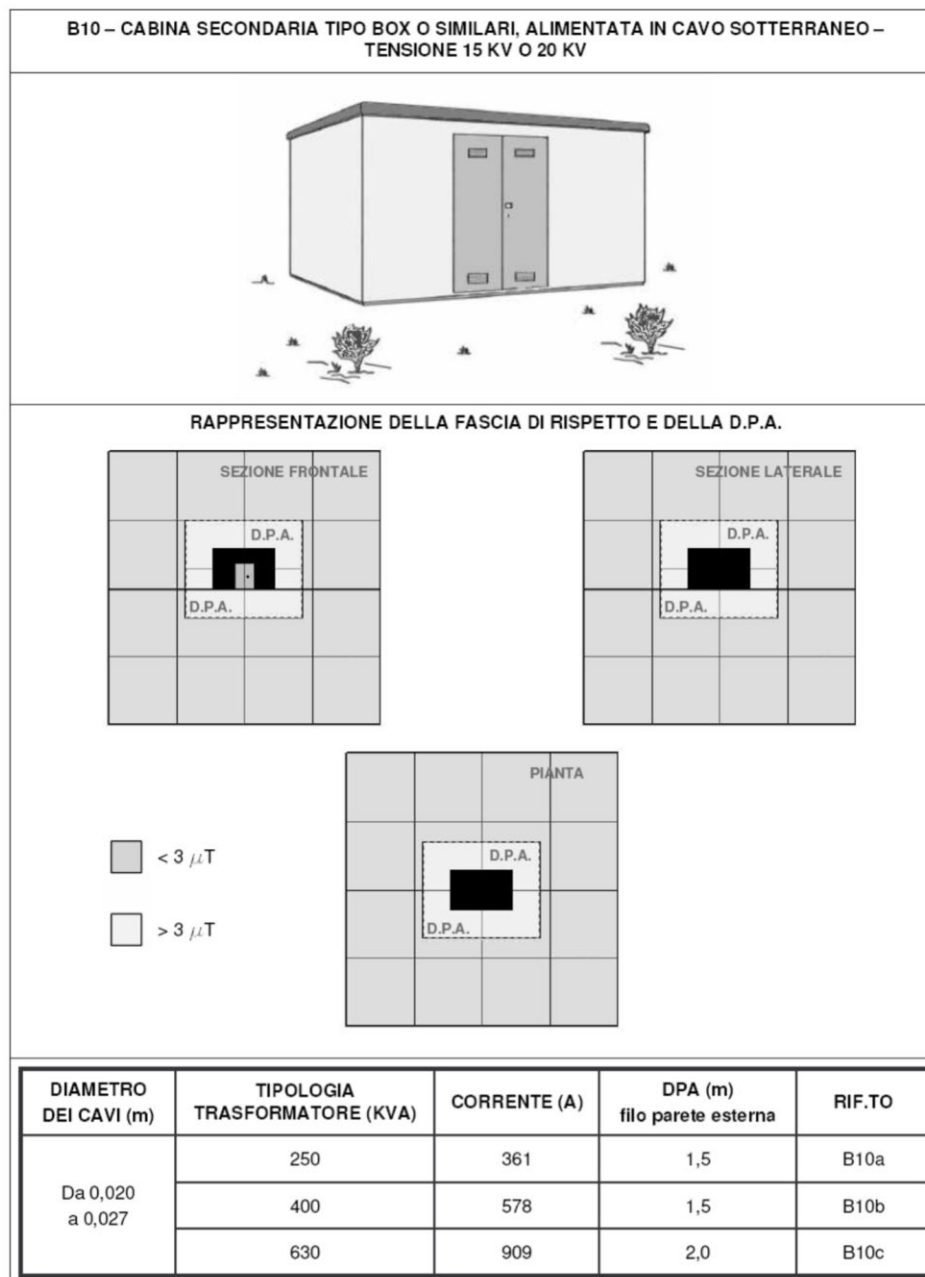 B10 – CABINA SECONDARIA TIPO BOX O SIMILARI, ALIMENTATA IN CAVO SOTTERRANEO –
TENSIONE 15 KV O 20 KV
RAPPRESENTAZIONE DELLA FASCIA DI RISPETTO E DELLA D.P.A.
SEZIONE FRONTALE
D.P.A.
D.P.A.
SEZIONE LATERALE
D.P.A.
D.P.A.
PIANTA
D.P.A.
D.P.A.
< 3 μT
> 3 μT
DIAMETRO
DEI CAVI (m)
TIPOLOGIA
TRASFORMATORE (KVA)
CORRENTE (A)
DPA (m)
filo parete esterna
RIF.TO
Da 0,020
a 0,027
250
361
1,5
B10a
400
578
1,5
B10b
630
909
2,0
B10c